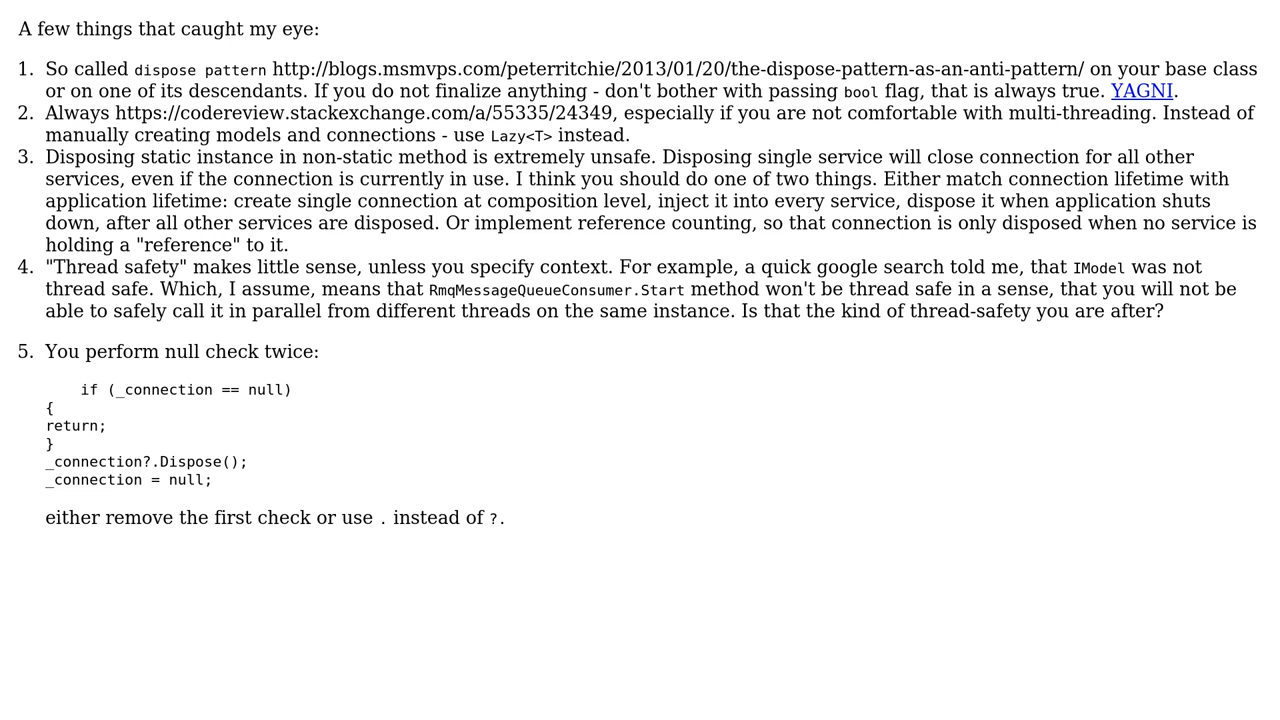 A few things that caught my eye:
1. So called dispose pattern http://blogs.msmvps.com/peterritchie/2013/01/20/the-dispose-pattern-as-an-anti-pattern/ on your base class
or on one of its descendants. If you do not finalize anything - don't bother with passing bool flag, that is always true. YAGNI.
2. Always https://codereview.stackexchange.com/a/55335/24349, especially if you are not comfortable with multi-threading. Instead of
manually creating models and connections - use Lazy<T> instead.
3. Disposing static instance in non-static method is extremely unsafe. Disposing single service will close connection for all other
services, even if the connection is currently in use. I think you should do one of two things. Either match connection lifetime with
application lifetime: create single connection at composition level, inject it into every service, dispose it when application shuts
down, after all other services are disposed. Or implement reference counting, so that connection is only disposed when no service is
holding a "reference" to it.
4. "Thread safety" makes little sense, unless you specify context. For example, a quick google search told me, that IModel was not
thread safe. Which, I assume, means that RmqMessageQueueConsumer.Start method won't be thread safe in a sense, that you will not be
able to safely call it in parallel from different threads on the same instance. Is that the kind of thread-safety you are after?
5. You perform null check twice:
if (_connection == null)
{
return;
}
_connection?.Dispose();
_connection = null;
either remove the first check or use . instead of ?.